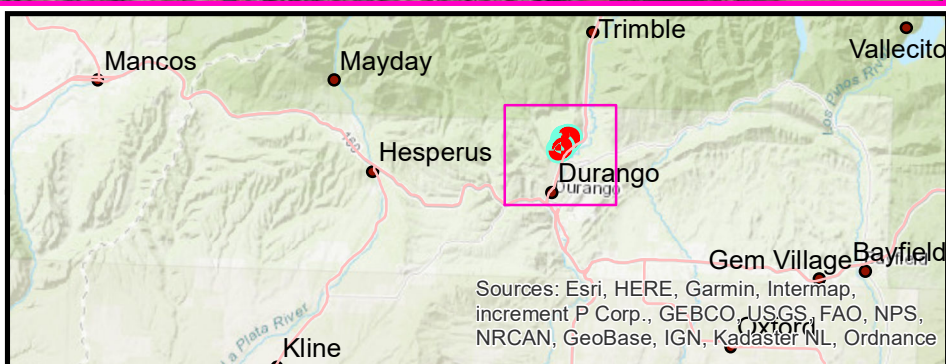 Trimble
Vallecito
Mancos
Mayday
Los Pinos Riv
160
Hesperus
Durango
Durango
Gem Village
Bayfield
Sources: Esri, HERE, Garmin, Intermap,
increment P Corp., GEBCO, USGS, FAO, NPS,
NRCAN, GeoBase, IGN, Kadaster NL, Ordnance
Oxford
La Plata River
Kline